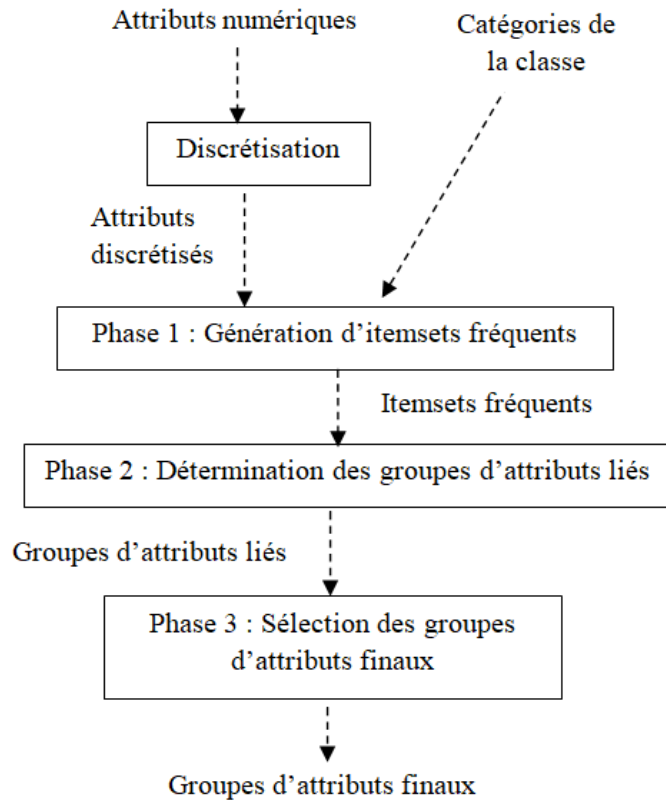 Attributs numériques
Catégories de
la classe
Discrétisation
Attributs
discrétisés
Phase 1 : Génération d’itemsets fréquents
Itemsets fréquents
Phase 2 : Détermination des groupes d’attributs liés
Groupes d’attributs liés
Phase 3 : Sélection des groupes
d’attributs finaux
Groupes d’attributs finaux